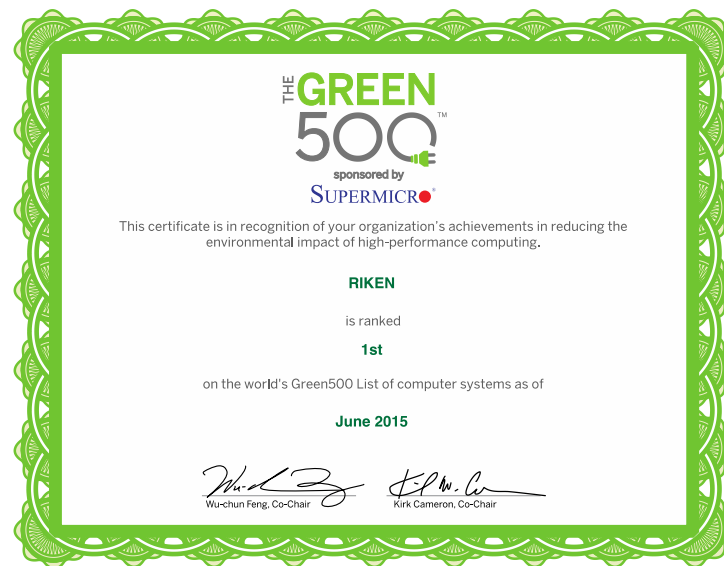 THE GREEN
500™
sponsored by
SUPERMICRO®
This certificate is in recognition of your organization's achievements in reducing the
environmental impact of high-performance computing.
RIKEN
is ranked
1st
on the world's Green500 List of computer systems as of
June 2015
Wu-chun Feng, Co-Chair
Kirk Cameron, Co-Chair